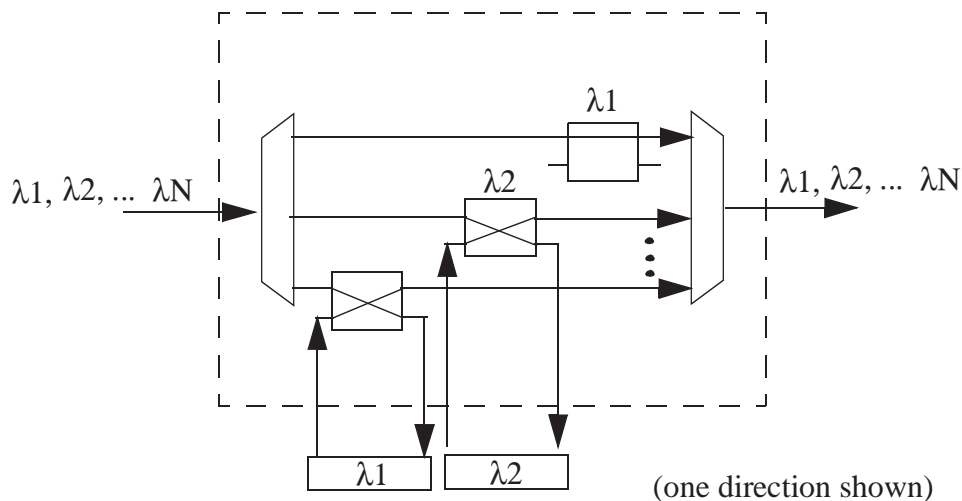 λ1
λ1, λ2, ... λN
λ2
λ1, λ2, ... λN
λ1
λ2
(one direction shown)